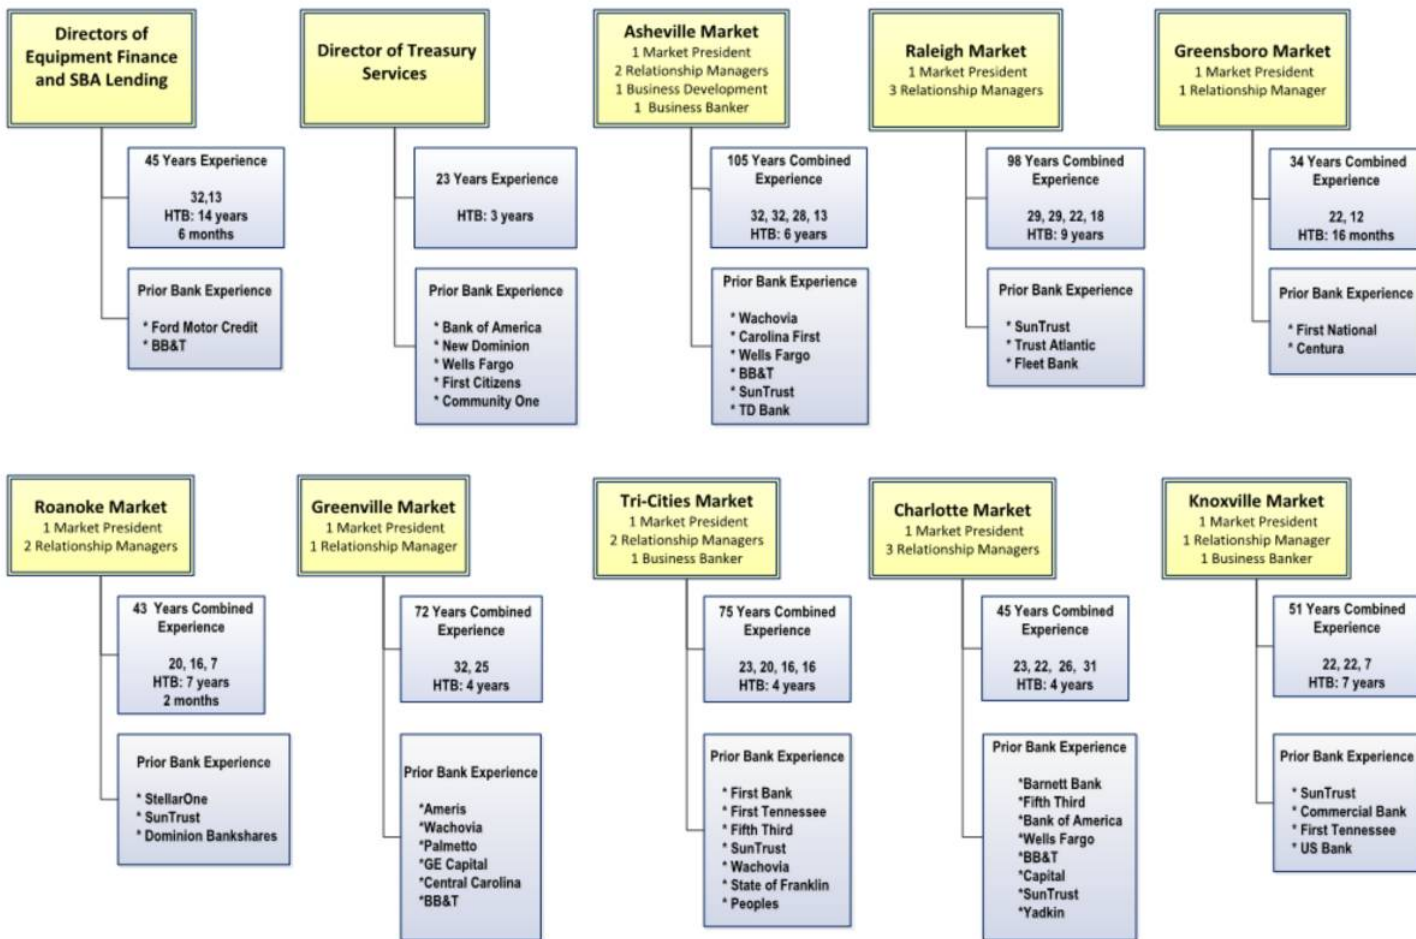 Directors of
Equipment Finance
and SBA Lending
45 Years Experience
32,13
HTB: 14 years
6 months
Prior Bank Experience
* Ford Motor Credit
* BB&T
Director of Treasury
Services
23 Years Experience
HTB: 3 years
Prior Bank Experience
* Bank of America
* New Dominion
* Wells Fargo
* First Citizens
* Community One
Asheville Market
1 Market President
2 Relationship Managers
1 Business Development
1 Business Banker
105 Years Combined
Experience
32, 32, 28, 13
HTB: 6 years
Prior Bank Experience
* Wachovia
* Carolina First
* Wells Fargo
* BB&T
* SunTrust
* TD Bank
Raleigh Market
1 Market President
3 Relationship Managers
98 Years Combined
Experience
29, 29, 22, 18
HTB: 9 years
Prior Bank Experience
* SunTrust
* Trust Atlantic
* Fleet Bank
Greensboro Market
1 Market President
1 Relationship Manager
34 Years Combined
Experience
22, 12
HTB: 16 months
Prior Bank Experience
* First National
* Centura
Roanoke Market
1 Market President
2 Relationship Managers
43 Years Combined
Experience
20, 16, 7
HTB: 7 years
2 months
Prior Bank Experience
* StellarOne
* SunTrust
* Dominion Bankshares
Greenville Market
1 Market President
1 Relationship Manager
72 Years Combined
Experience
32, 25
HTB: 4 years
Prior Bank Experience
*Ameris
*Wachovia
*Palmetto
*GE Capital
*Central Carolina
*BB&T
Tri-Cities Market
1 Market President
2 Relationship Managers
1 Business Banker
75 Years Combined
Experience
23, 20, 16, 16
HTB: 4 years
Prior Bank Experience
* First Bank
* First Tennessee
* Fifth Third
* SunTrust
* Wachovia
* State of Franklin
* Peoples
Charlotte Market
1 Market President
3 Relationship Managers
45 Years Combined
Experience
23, 22, 26, 31
HTB: 4 years
Prior Bank Experience
*Barnett Bank
*Fifth Third
*Bank of America
*Wells Fargo
*BB&T
*Capital
*SunTrust
*Yadkin
Knoxville Market
1 Market President
1 Relationship Manager
1 Business Banker
51 Years Combined
Experience
22, 22, 7
HTB: 7 years
Prior Bank Experience
* SunTrust
* Commercial Bank
* First Tennessee
* US Bank